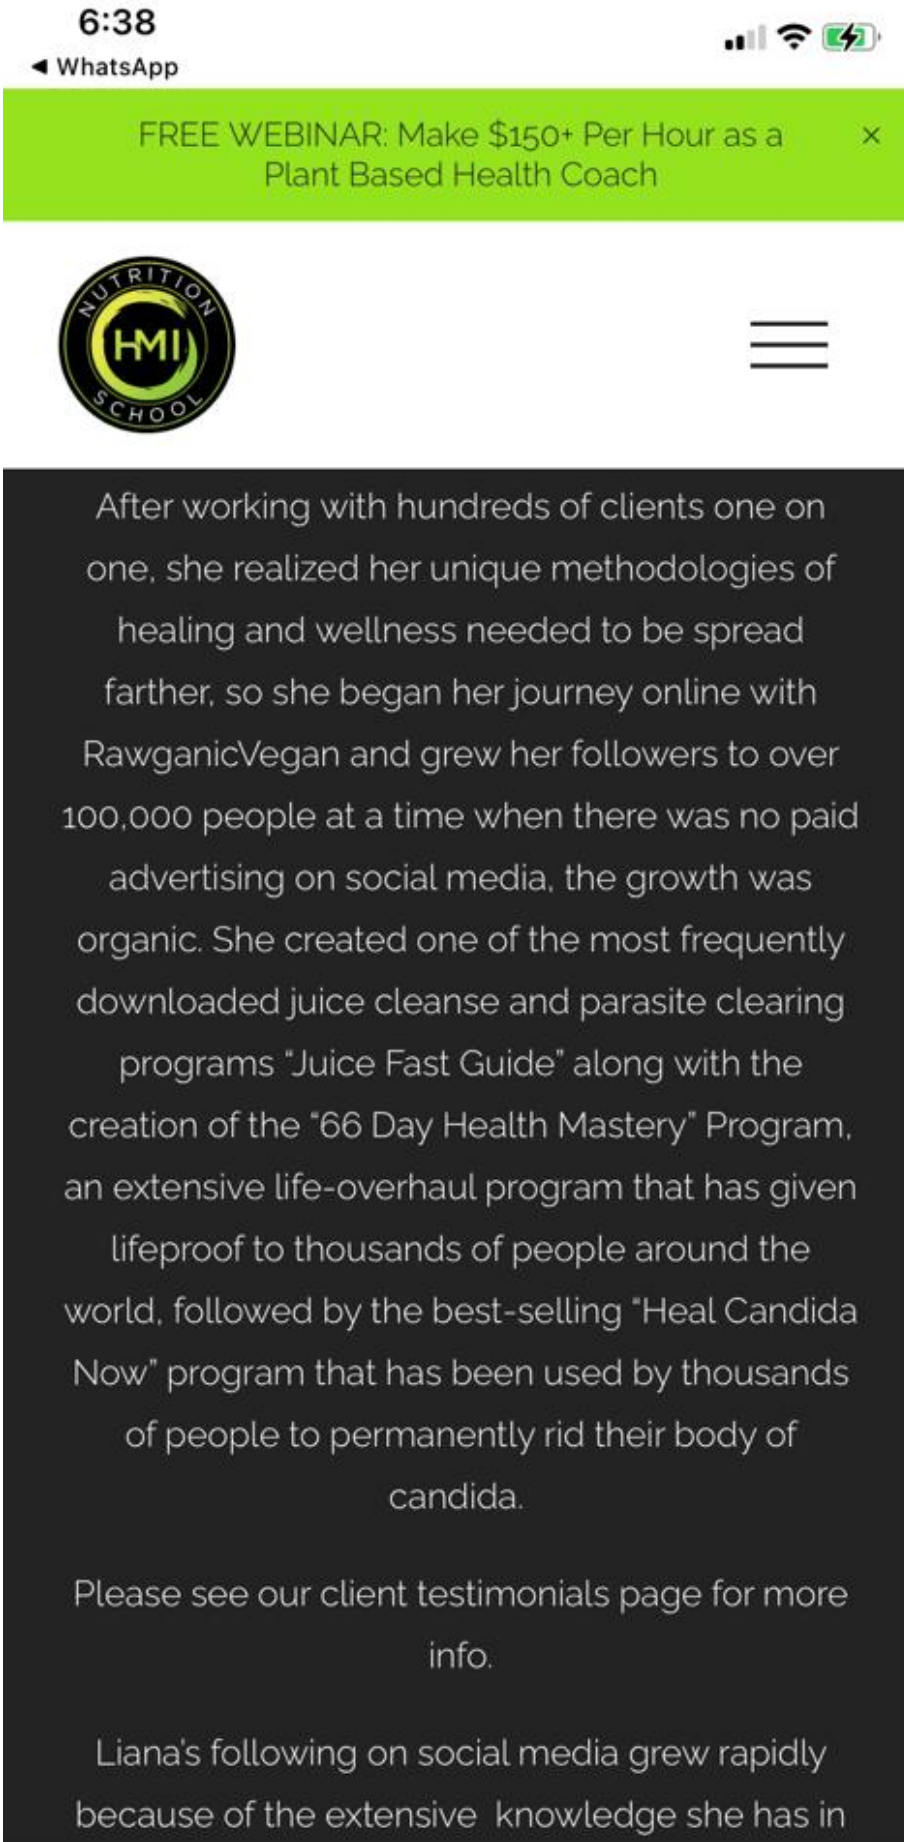 6:38
◀ WhatsApp
FREE WEBINAR: Make $150+ Per Hour as a
Plant Based Health Coach
×
NUTRITION
HMI
SCHOOL
After working with hundreds of clients one on
one, she realized her unique methodologies of
healing and wellness needed to be spread
farther, so she began her journey online with
RawganicVegan and grew her followers to over
100,000 people at a time when there was no paid
advertising on social media, the growth was
organic. She created one of the most frequently
downloaded juice cleanse and parasite clearing
programs “Juice Fast Guide” along with the
creation of the “66 Day Health Mastery” Program,
an extensive life-overhaul program that has given
lifeproof to thousands of people around the
world, followed by the best-selling “Heal Candida
Now” program that has been used by thousands
of people to permanently rid their body of
candida.
Please see our client testimonials page for more
info.
Liana’s following on social media grew rapidly
because of the extensive knowledge she has in